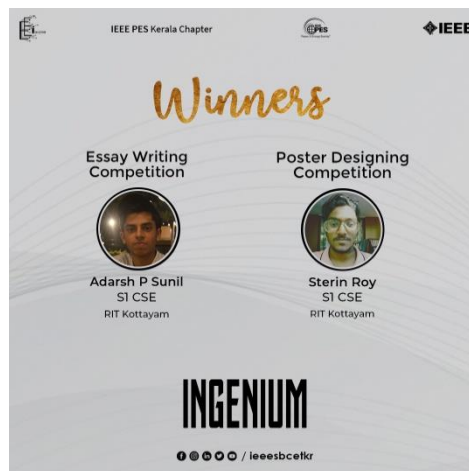 IEEE PES Kerala Chapter
PES
IEEE
Winners
Essay Writing
Competition
Adarsh P Sunil
S1 CSE
RIT Kottayam
Poster Designing
Competition
Sterin Roy
S1 CSE
RIT Kottayam
INGENIUM
/ ieeesbcetkr